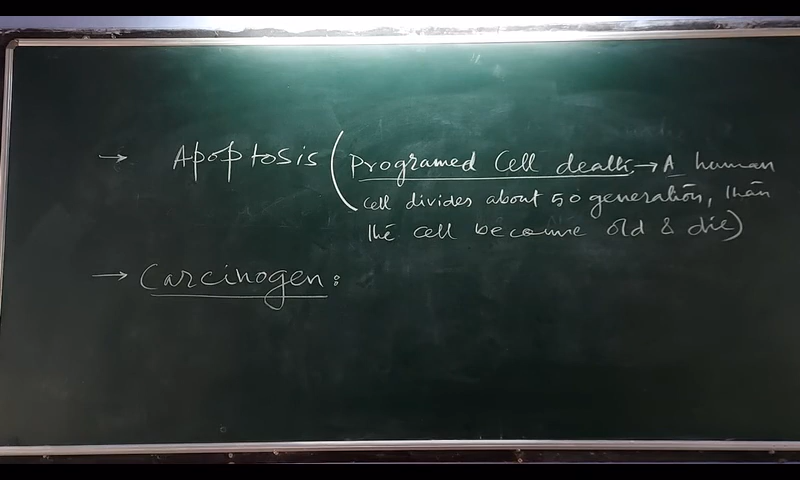 → Apoptosis (Programed Cell death, → A human
cell divides about 50 generation, than
the cell become old & die)
→ Carcinogen: